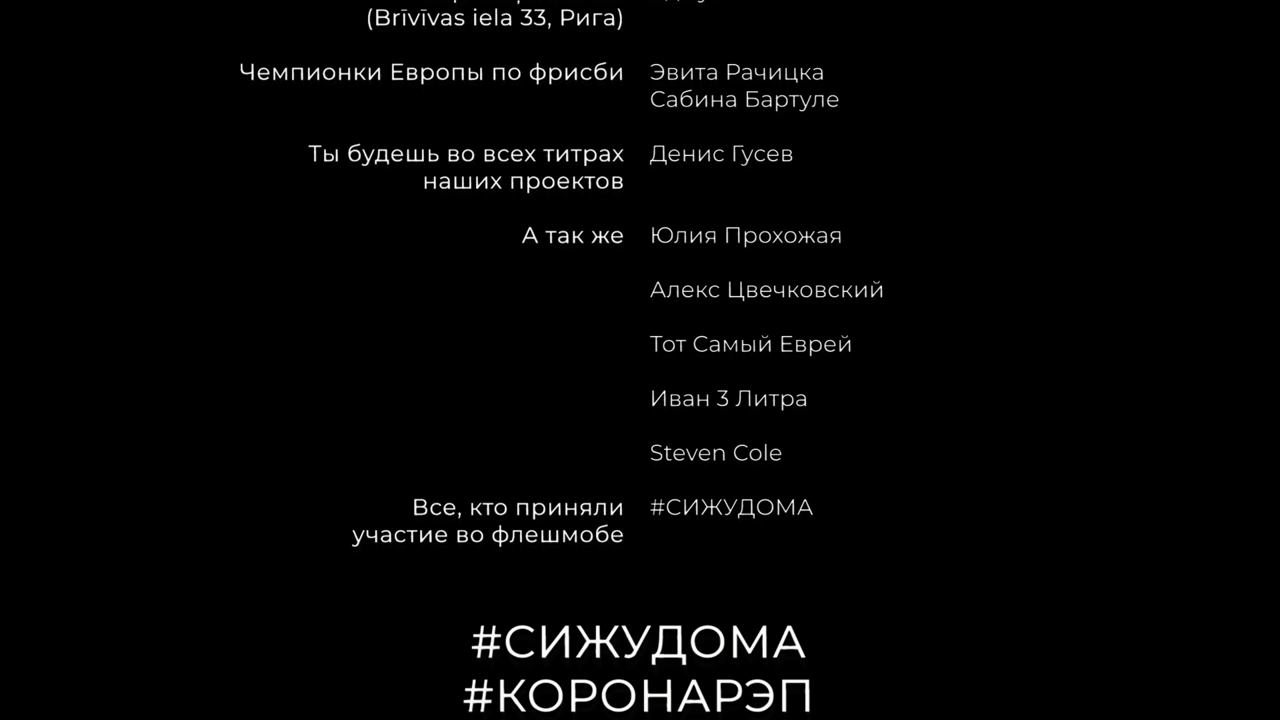 (Brīvīvas iela 33, Рига)
Чемпионки Европы по фрисби Эвита Рачицка
Сабина Бартуле
Ты будешь во всех титрах Денис Гусев
наших проектов
А так же Юлия Прохожая
Алекс Цвечковский
Тот Самый Еврей
Иван 3 Литра
Steven Cole
Все, кто приняли #СИЖУДОМА
участие во флешмобе
#СИЖУДОМА
#КОРОНАРЭП